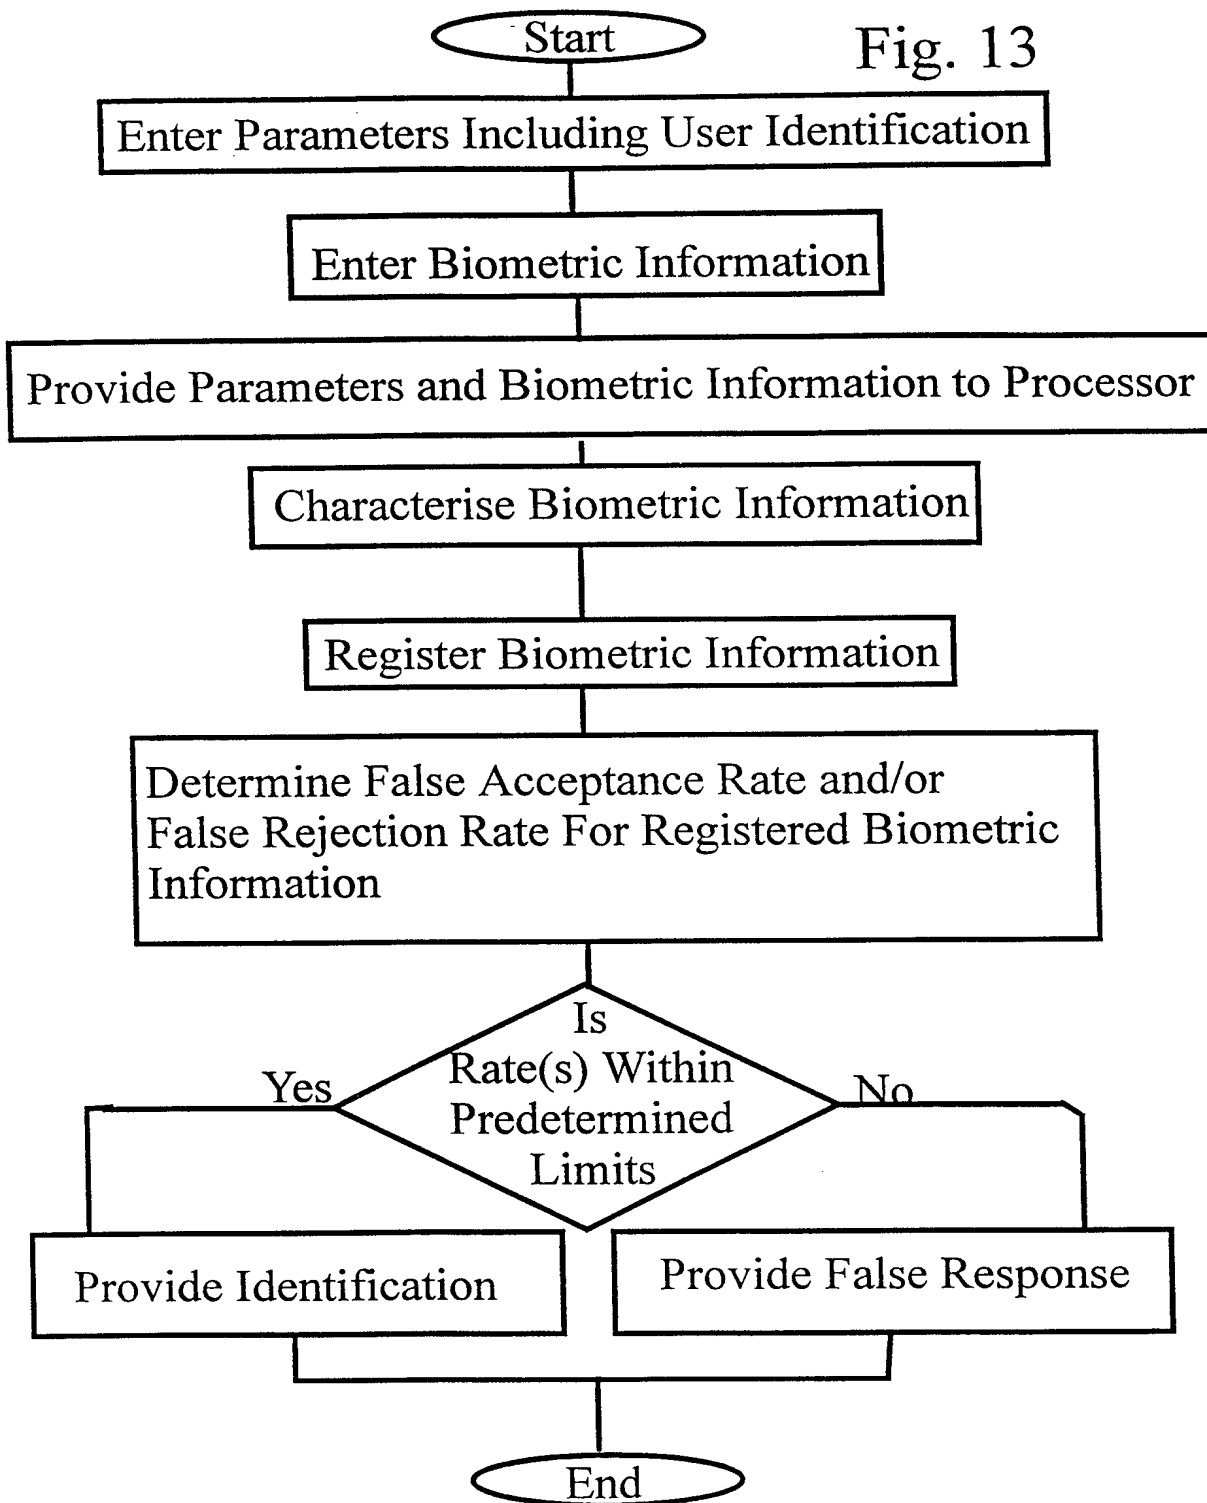 Start
Fig. 13
Enter Parameters Including User Identification
Enter Biometric Information
Provide Parameters and Biometric Information to Processor
Characterise Biometric Information
Register Biometric Information
Determine False Acceptance Rate and/or
False Rejection Rate For Registered Biometric
Information
Is
Rate(s) Within
Predetermined
Limits
Yes
No
Provide Identification
Provide False Response
End